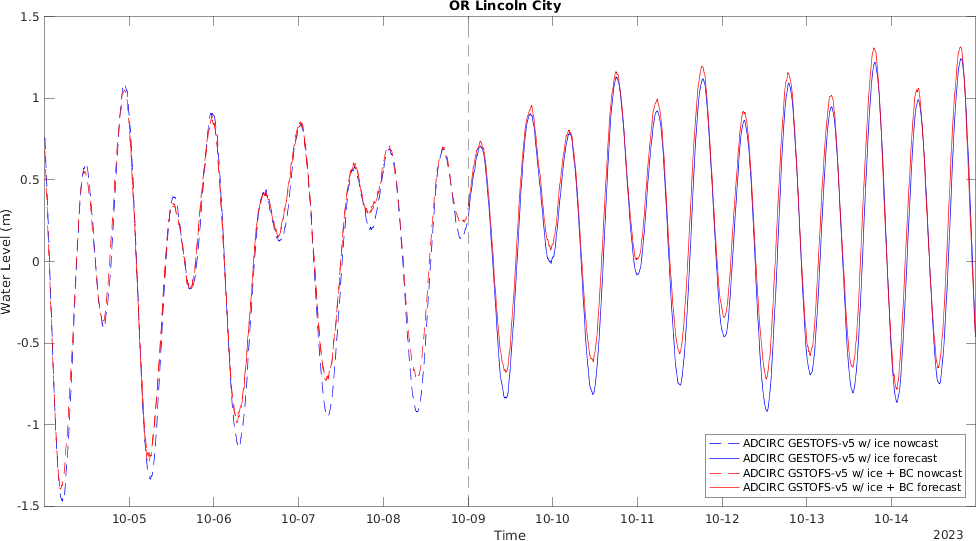 OR Lincoln City
1.5
1
0.5
0
-0.5
-1
-1.5
Water Level (m)
10-05 10-06 10-07 10-08 10-09 10-10 10-11 10-12 10-13 10-14
Time
2023
ADCIRC GESTOFS-v5 w/ ice nowcast
ADCIRC GESTOFS-v5 w/ ice forecast
ADCIRC GSTOFS-v5 w/ ice + BC nowcast
ADCIRC GSTOFS-v5 w/ ice + BC forecast